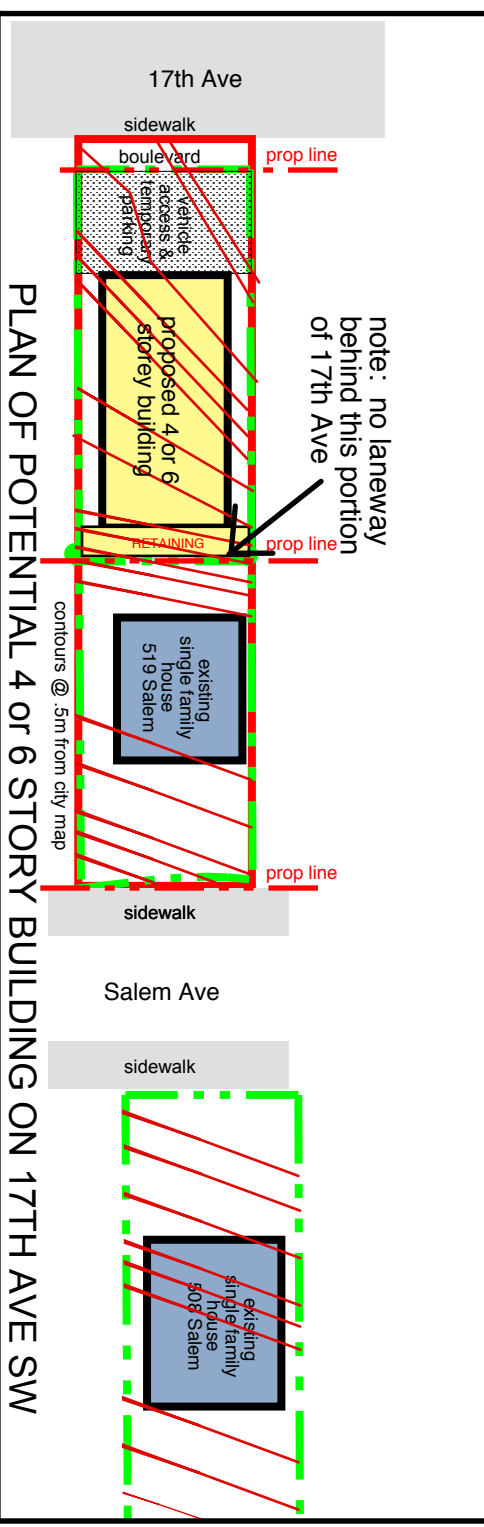 17th Ave
sidewalk
boulevard
prop line
vehicle
access &
temporary
parking
note: no laneway
behind this portion
of 17th Ave
proposed 4 or 6
storey building
RETAINING
prop line
existing
single family
house
519 Salem
contours @ .5m from city map
prop line
sidewalk
Salem Ave
sidewalk
existing
single family
house
508 Salem
PLAN OF POTENTIAL 4 or 6 STORY BUILDING ON 17TH AVE SW